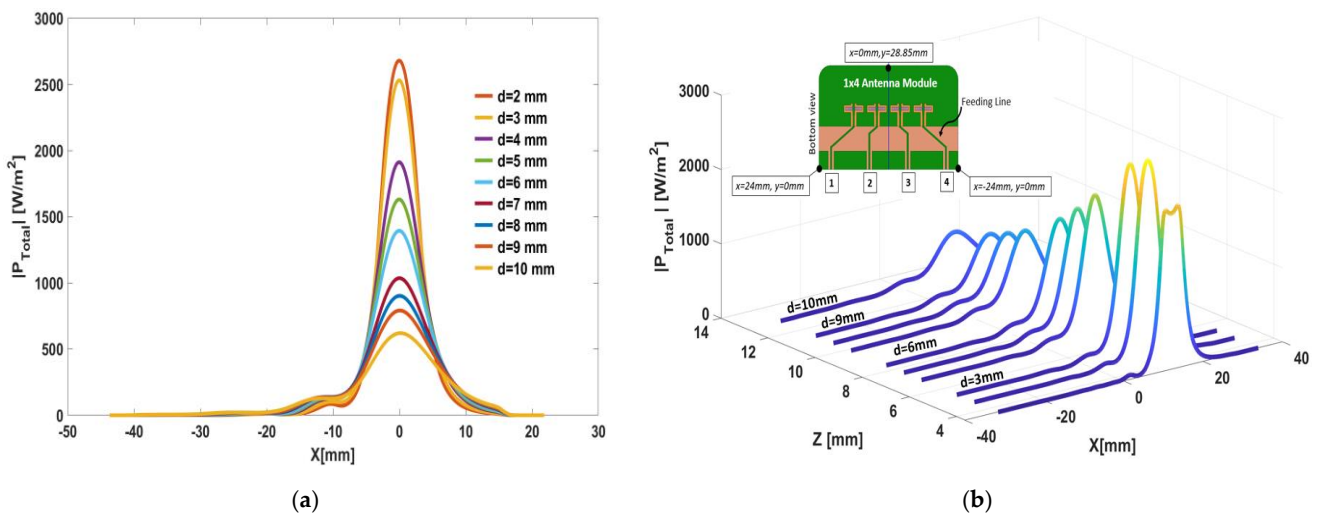 (a)
3000
2500
2000
1500
1000
500
0
|P_Total| [W/m²]
-50 -40 -30 -20 -10 0 10 20 30
X[mm]
d=2 mm
d=3 mm
d=4 mm
d=5 mm
d=6 mm
d=7 mm
d=8 mm
d=9 mm
d=10 mm
(b)
3000
2000
1000
0
|P_Total| [W/m²]
x=0mm,y=28.85mm
1x4 Antenna Module
Feeding Line
Bottom view
x=24mm, y=0mm
x=-24mm, y=0mm
1 2 3 4
d=10mm
d=9mm
d=6mm
d=3mm
14 12 10 8 6 4
Z [mm]
-40 -20 0 20 40
X[mm]